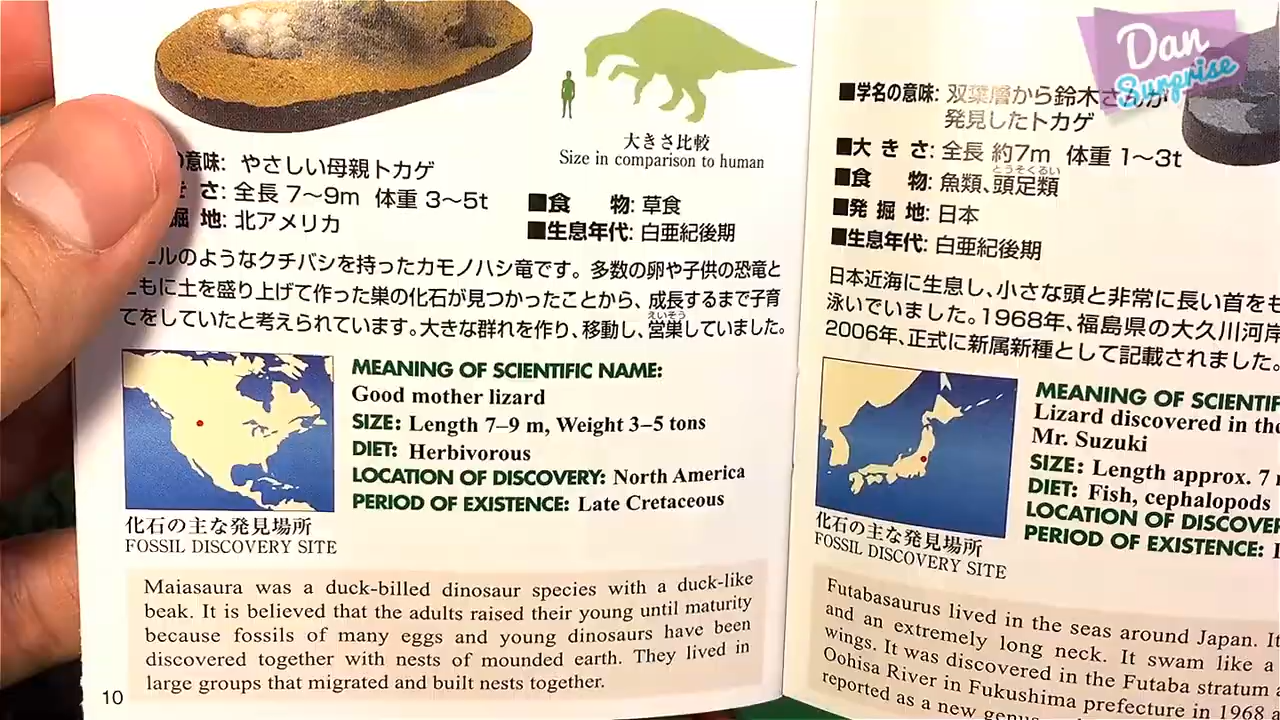 Dan
Surprise
大きさ比較
Size in comparison to human
意味: やさしい母親トカゲ
さ: 全長 7〜9m 体重 3〜5t
掘 地: 北アメリカ
■食 物: 草食
■生息年代: 白亜紀後期
ルのようなクチバシを持ったカモノハシ竜です。多数の卵や子供の恐竜と
もに土を盛り上げて作った巣の化石が見つかったことから、成長するまで子育
てをしていたと考えられています。大きな群れを作り、移動し、営巣していました。
えいそう
MEANING OF SCIENTIFIC NAME:
Good mother lizard
SIZE: Length 7–9 m, Weight 3–5 tons
DIET: Herbivorous
LOCATION OF DISCOVERY: North America
PERIOD OF EXISTENCE: Late Cretaceous
化石の主な発見場所
FOSSIL DISCOVERY SITE
Maiasaura was a duck-billed dinosaur species with a duck-like
beak. It is believed that the adults raised their young until maturity
because fossils of many eggs and young dinosaurs have been
discovered together with nests of mounded earth. They lived in
large groups that migrated and built nests together.
10
■学名の意味: 双葉層から鈴木さんが
発見したトカゲ
■大 き さ: 全長 約7m 体重 1〜3t
とうそくるい
■食 物: 魚類、頭足類
■発 掘 地: 日本
■生息年代: 白亜紀後期
日本近海に生息し、小さな頭と非常に長い首をも
泳いでいました。1968年、福島県の大久川河岸
2006年、正式に新属新種として記載されました。
MEANING OF SCIENTIF
Lizard discovered in the
Mr. Suzuki
SIZE: Length approx. 7
DIET: Fish, cephalopods
LOCATION OF DISCOVER
PERIOD OF EXISTENCE:
化石の主な発見場所
FOSSIL DISCOVERY SITE
Futabasaurus lived in the seas around Japan. It
and an extremely long neck. It swam like a
wings. It was discovered in the Futaba stratum
Oohisa River in Fukushima prefecture in 1968
reported as a new genus